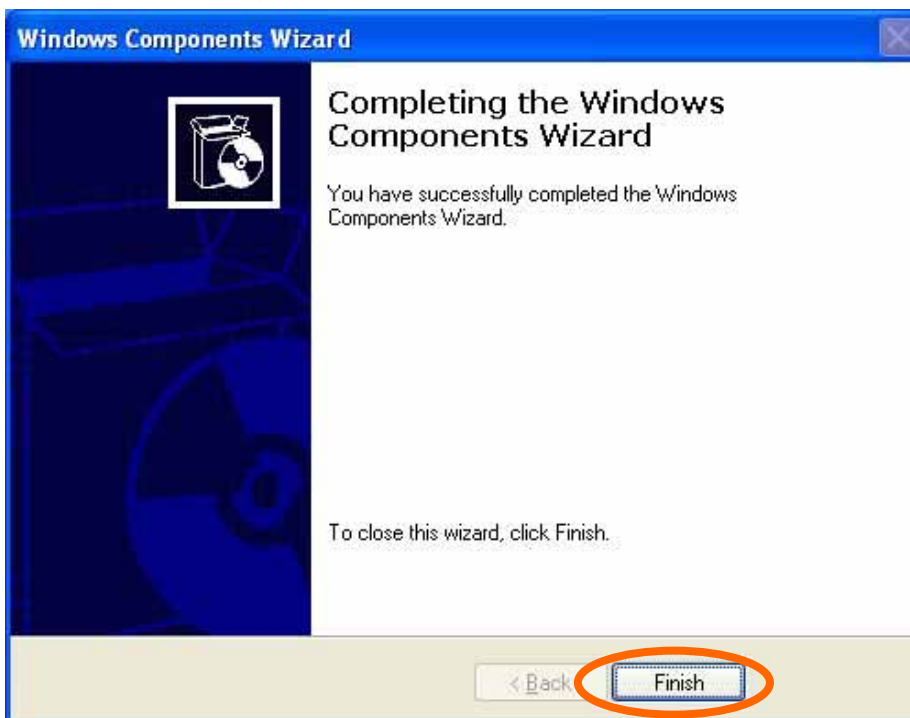 Windows Components Wizard
Completing the Windows
Components Wizard
You have successfully completed the Windows
Components Wizard.
To close this wizard, click Finish.
< Back
Finish